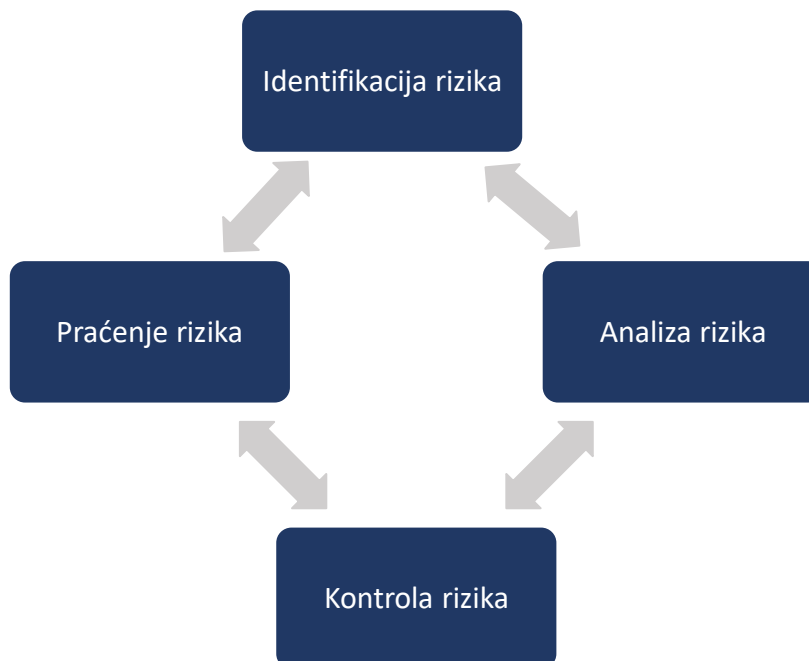 Identifikacija rizika
Praćenje rizika
Analiza rizika
Kontrola rizika